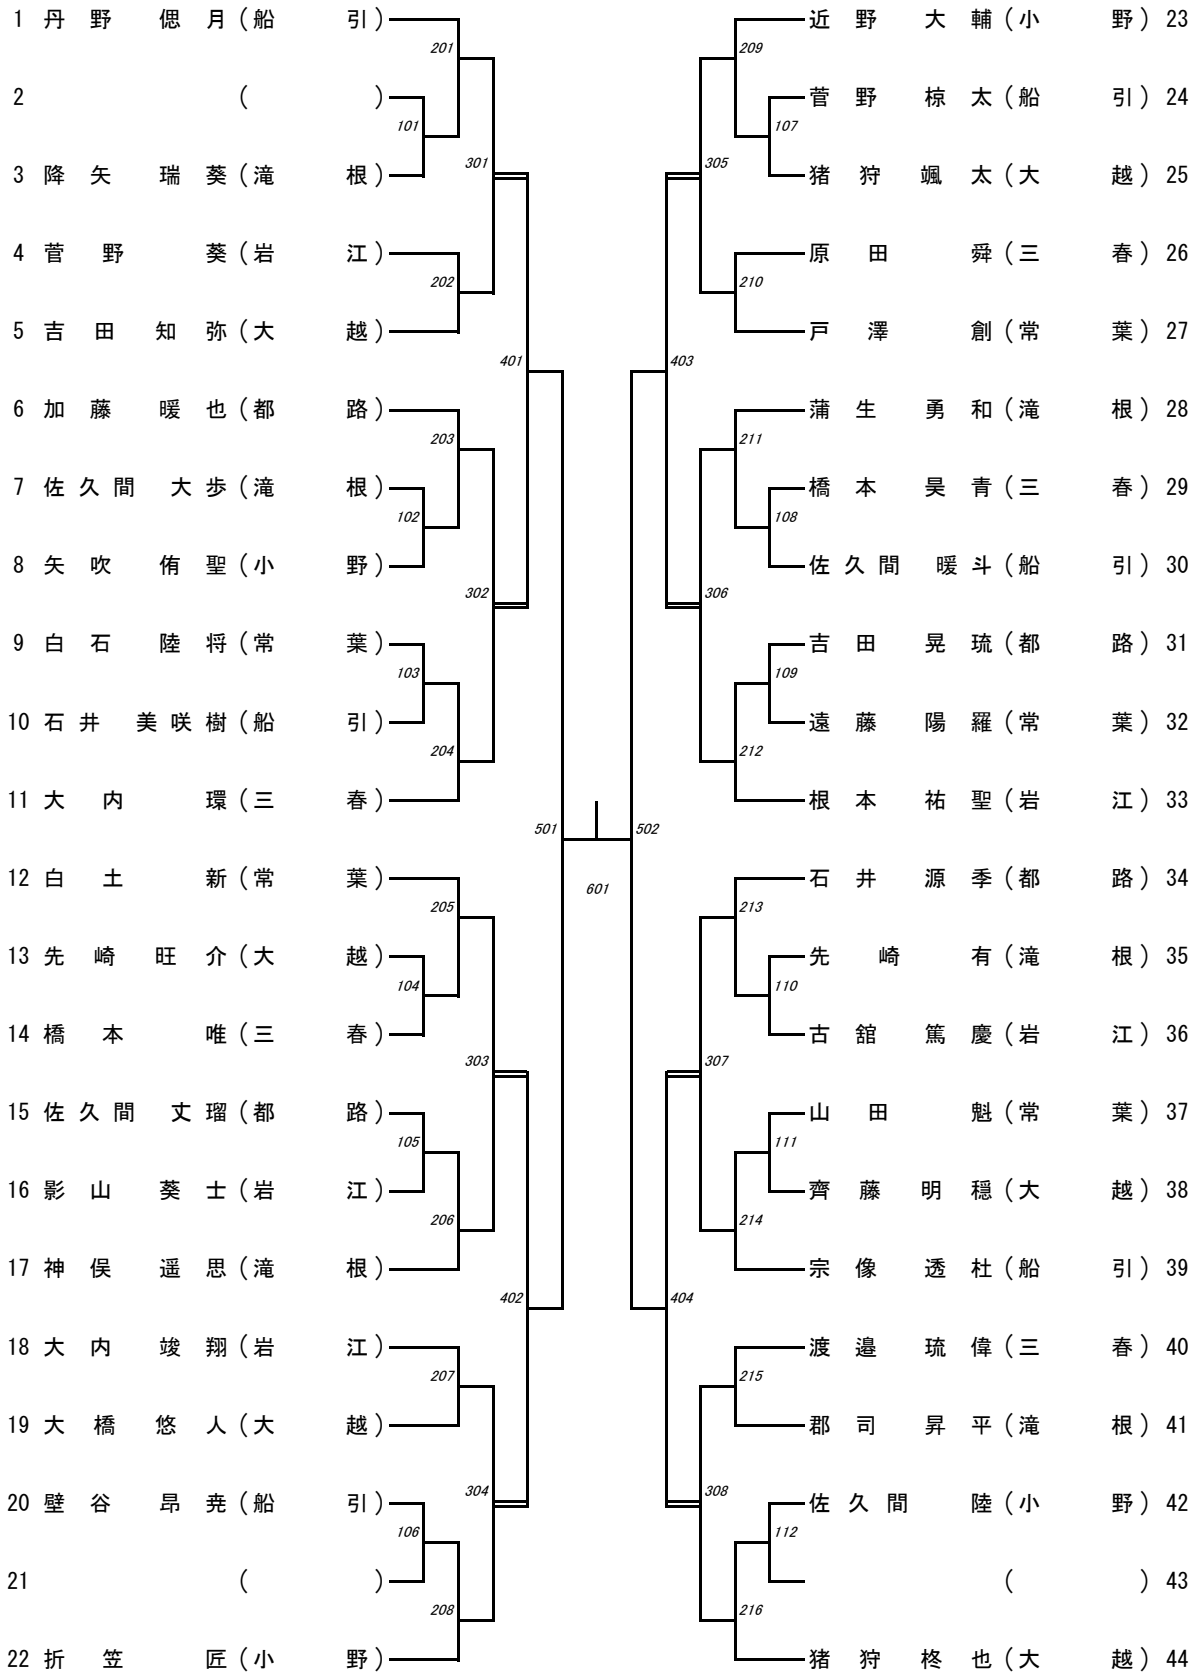 1 丹野 偲月(船引)
201
2 ( )
101
3 降矢 瑞葵(滝根)
301
4 菅野 葵(岩江)
202
5 吉田 知弥(大越)
401
6 加藤 暖也(都路)
203
7 佐久間 大歩(滝根)
102
8 矢吹 侑聖(小野)
302
9 白石 陸将(常葉)
103
10 石井 美咲樹(船引)
204
11 大内 環(三春)
501
12 白土 新(常葉)
205
13 先崎 旺介(大越)
104
14 橋本 唯(三春)
303
15 佐久間 丈瑠(都路)
105
16 影山 葵士(岩江)
206
17 神俣 遥思(滝根)
402
18 大内 竣翔(岩江)
207
19 大橋 悠人(大越)
304
20 壁谷 昂尭(船引)
106
21 ( )
208
22 折笠 匠(小野)
601
近野 大輔(小野) 23
209
菅野 椋太(船引) 24
107
305
猪狩 颯太(大越) 25
原田 舜(三春) 26
210
戸澤 創(常葉) 27
403
蒲生 勇和(滝根) 28
211
橋本 昊青(三春) 29
108
佐久間 暖斗(船引) 30
306
吉田 晃琉(都路) 31
109
遠藤 陽羅(常葉) 32
212
根本 祐聖(岩江) 33
502
石井 源季(都路) 34
213
先崎 有(滝根) 35
110
古舘 篤慶(岩江) 36
307
山田 魁(常葉) 37
111
齊藤 明穏(大越) 38
214
宗像 透杜(船引) 39
404
渡邉 琉偉(三春) 40
215
郡司 昇平(滝根) 41
308
佐久間 陸(小野) 42
112
( ) 43
216
猪狩 柊也(大越) 44